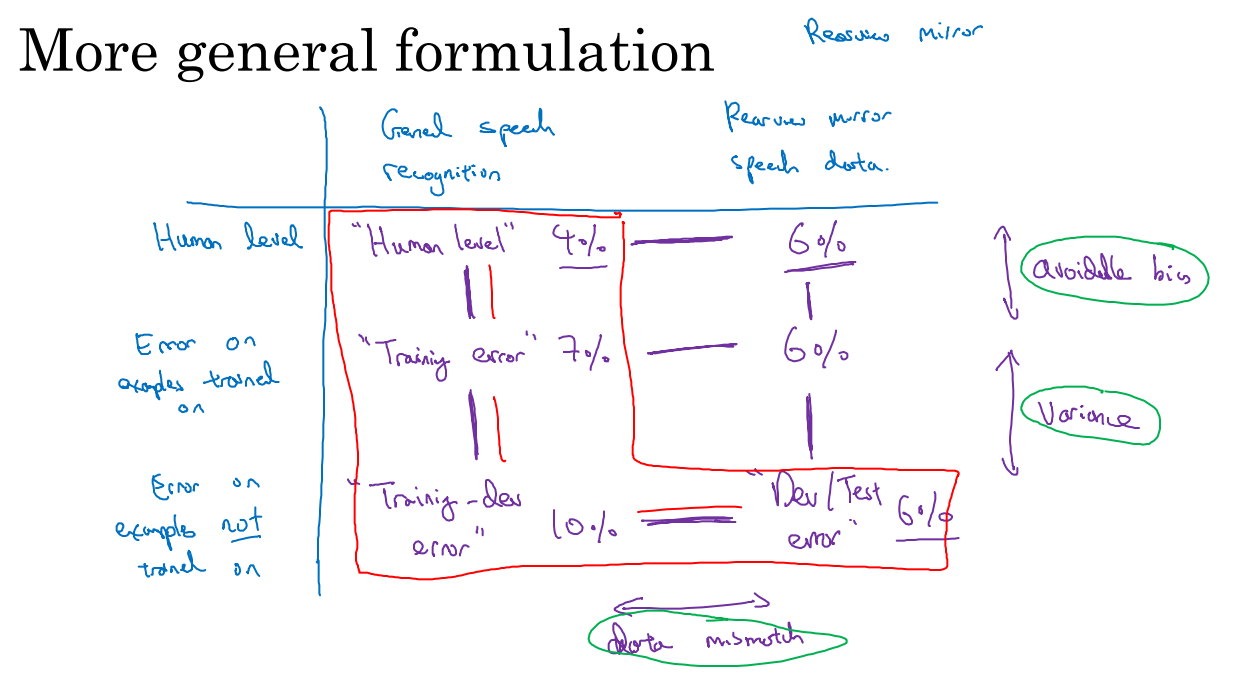 More general formulation
Rearview mirror
General speech
recognition
Rearview mirror
speech data.
Human level
"Human level" 4%
6%
avoidable bias
Error on
examples trained
on
"Training error" 7%
6%
Variance
Error on
examples not
trained on
"Training-dev
error" 10%
"Dev/Test
error" 6%
data mismatch